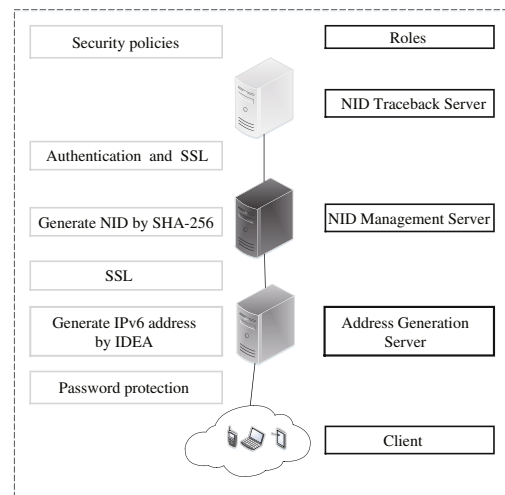 Security policies
Roles
NID Traceback Server
Authentication and SSL
Generate NID by SHA-256
NID Management Server
SSL
Generate IPv6 address
by IDEA
Address Generation
Server
Password protection
Client